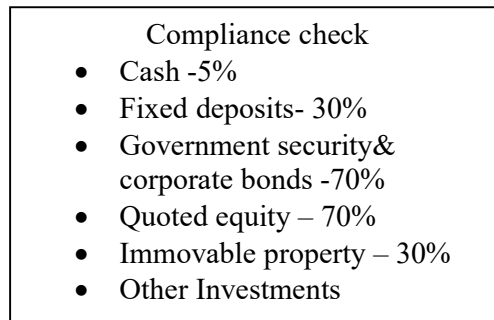 Compliance check
• Cash -5%
• Fixed deposits- 30%
• Government security&
corporate bonds -70%
• Quoted equity – 70%
• Immovable property – 30%
• Other Investments